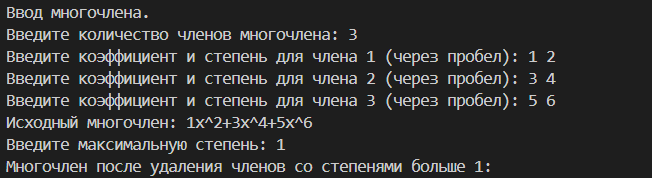 Ввод многочлена.
Введите количество членов многочлена: 3
Введите коэффициент и степень для члена 1 (через пробел): 1 2
Введите коэффициент и степень для члена 2 (через пробел): 3 4
Введите коэффициент и степень для члена 3 (через пробел): 5 6
Исходный многочлен: 1x^2+3x^4+5x^6
Введите максимальную степень: 1
Многочлен после удаления членов со степенями больше 1: